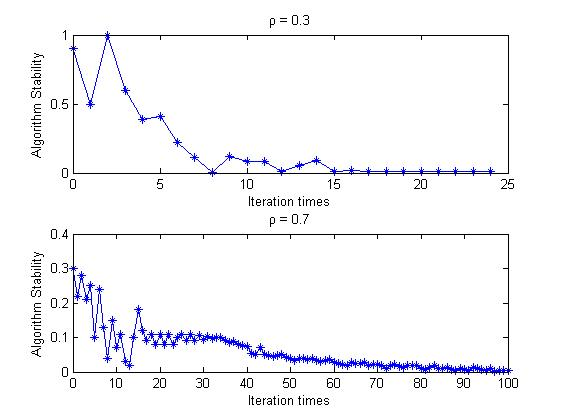 ρ = 0.3
1
0.5
0
Algorithm Stability
0 5 10 15 20 25
Iteration times
ρ = 0.7
0.4
0.3
0.2
0.1
0
Algorithm Stability
0 10 20 30 40 50 60 70 80 90 100
Iteration times